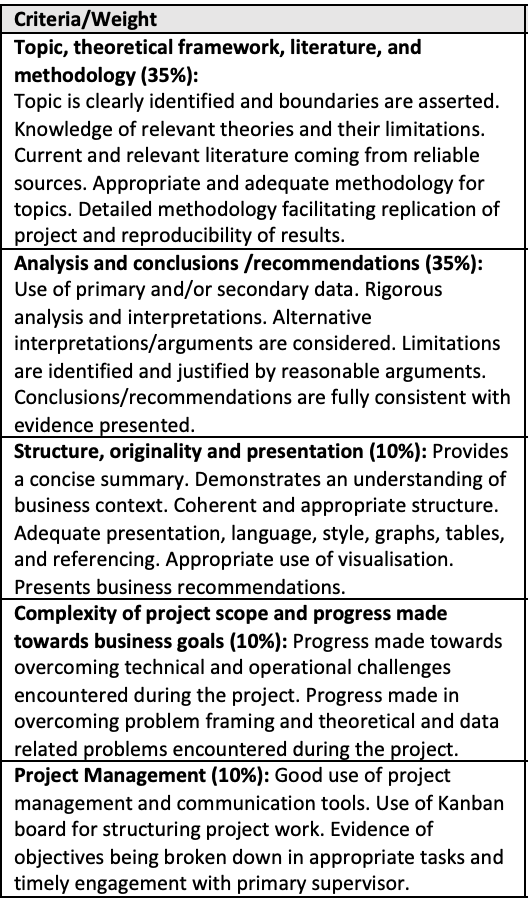 Criteria/Weight
Topic, theoretical framework, literature, and
methodology (35%):
Topic is clearly identified and boundaries are asserted.
Knowledge of relevant theories and their limitations.
Current and relevant literature coming from reliable
sources. Appropriate and adequate methodology for
topics. Detailed methodology facilitating replication of
project and reproducibility of results.
Analysis and conclusions /recommendations (35%):
Use of primary and/or secondary data. Rigorous
analysis and interpretations. Alternative
interpretations/arguments are considered. Limitations
are identified and justified by reasonable arguments.
Conclusions/recommendations are fully consistent with
evidence presented.
Structure, originality and presentation (10%): Provides
a concise summary. Demonstrates an understanding of
business context. Coherent and appropriate structure.
Adequate presentation, language, style, graphs, tables,
and referencing. Appropriate use of visualisation.
Presents business recommendations.
Complexity of project scope and progress made
towards business goals (10%): Progress made towards
overcoming technical and operational challenges
encountered during the project. Progress made in
overcoming problem framing and theoretical and data
related problems encountered during the project.
Project Management (10%): Good use of project
management and communication tools. Use of Kanban
board for structuring project work. Evidence of
objectives being broken down in appropriate tasks and
timely engagement with primary supervisor.